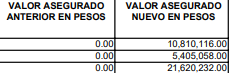 VALOR ASEGURADO VALOR ASEGURADO
ANTERIOR EN PESOS NUEVO EN PESOS
0.00 10,810,116.00
0.00 5,405,058.00
0.00 21,620,232.00